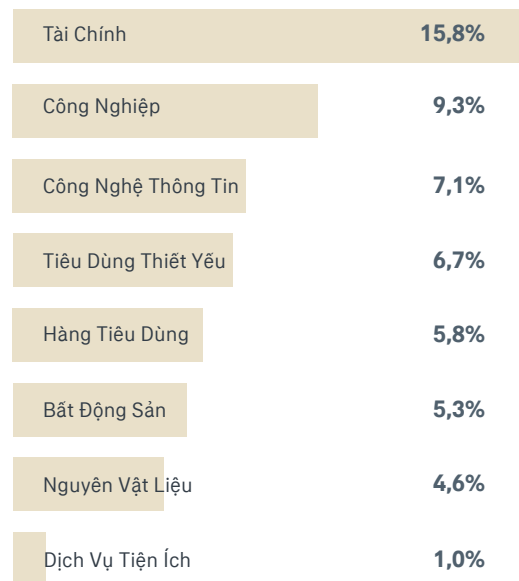 Tài Chính 15,8%
Công Nghiệp 9,3%
Công Nghệ Thông Tin 7,1%
Tiêu Dùng Thiết Yếu 6,7%
Hàng Tiêu Dùng 5,8%
Bất Động Sản 5,3%
Nguyên Vật Liệu 4,6%
Dịch Vụ Tiện Ích 1,0%